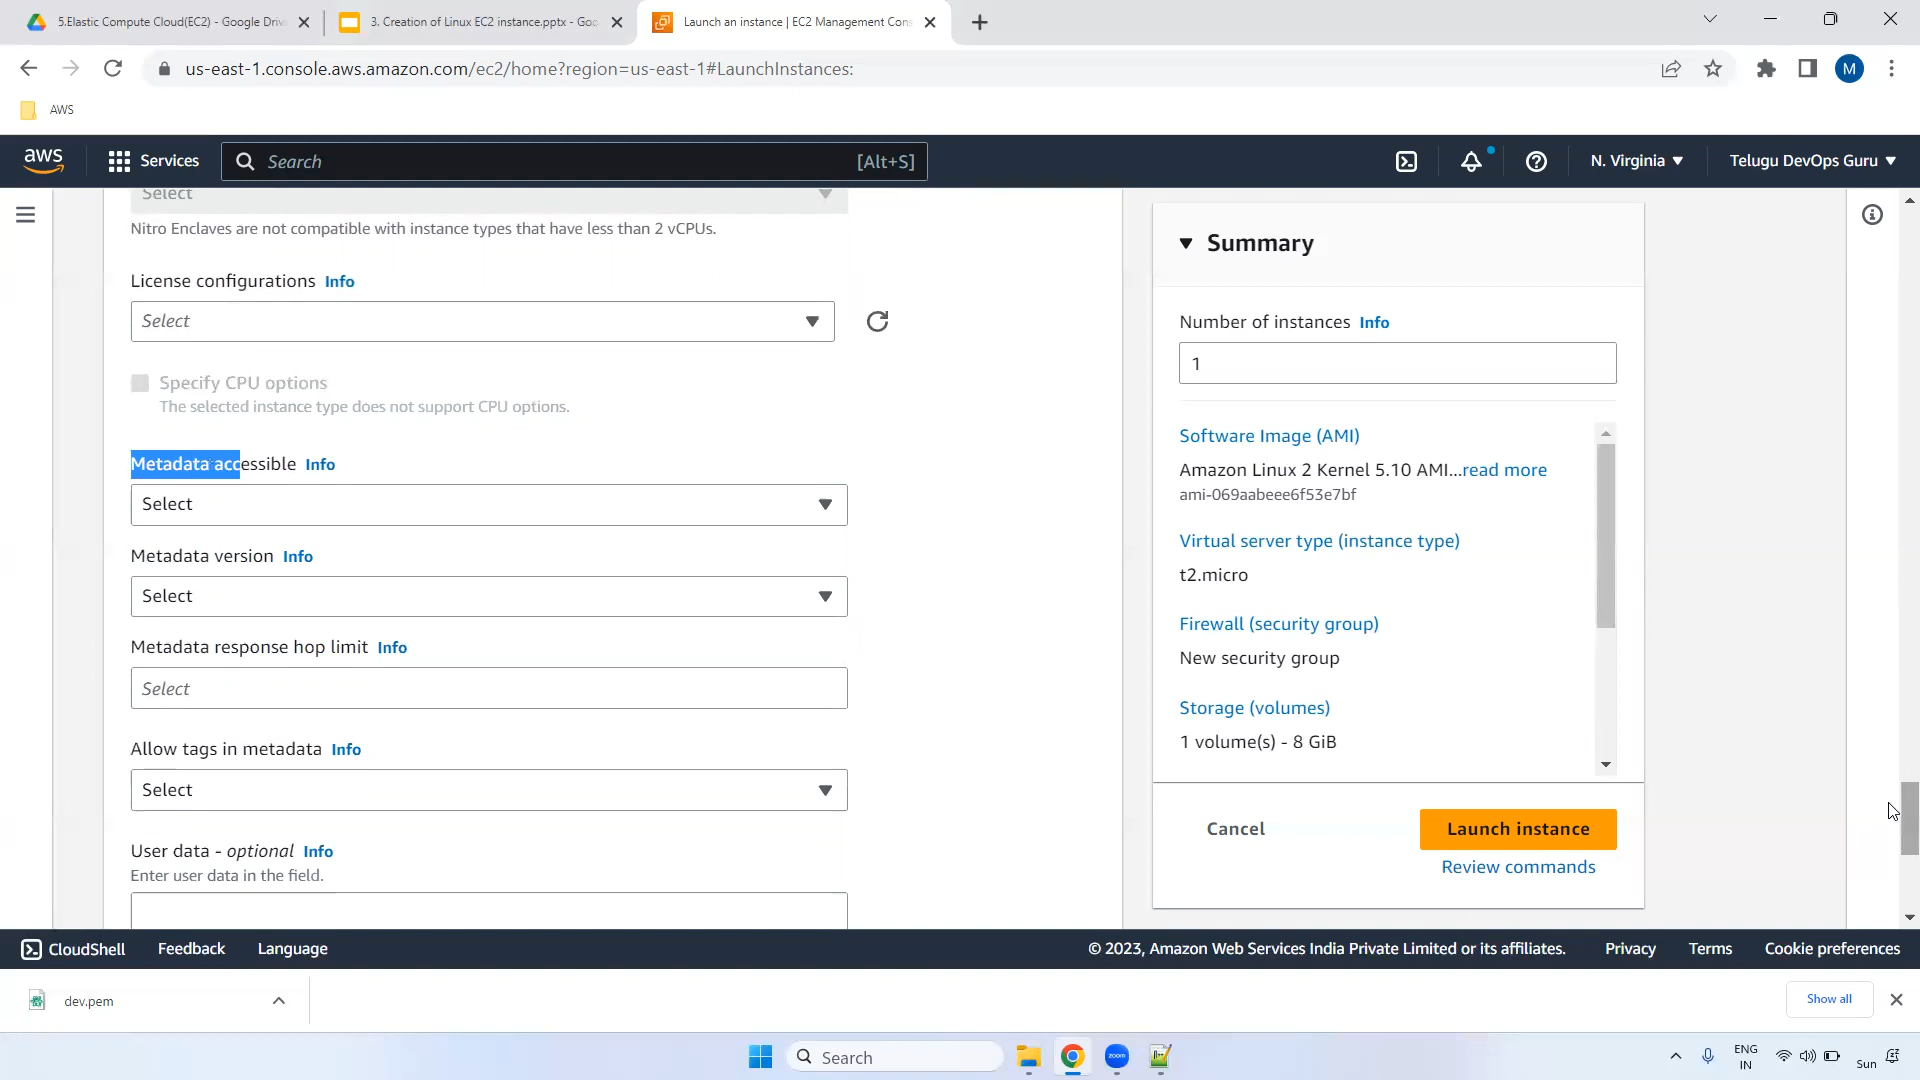 5.Elastic Compute Cloud(EC2) - Google Driv
3. Creation of Linux EC2 instance.pptx - Goo
Launch an instance | EC2 Management Cons
us-east-1.console.aws.amazon.com/ec2/home?region=us-east-1#LaunchInstances:
M
AWS
aws
Services
Search
[Alt+S]
N. Virginia
Telugu DevOps Guru
Select
Nitro Enclaves are not compatible with instance types that have less than 2 vCPUs.
License configurations Info
Select
Specify CPU options
The selected instance type does not support CPU options.
Metadata accessible Info
Select
Metadata version Info
Select
Metadata response hop limit Info
Select
Allow tags in metadata Info
Select
User data - optional Info
Enter user data in the field.
Summary
Number of instances Info
1
Software Image (AMI)
Amazon Linux 2 Kernel 5.10 AMI...read more
ami-069aabeee6f53e7bf
Virtual server type (instance type)
t2.micro
Firewall (security group)
New security group
Storage (volumes)
1 volume(s) - 8 GiB
Cancel
Launch instance
Review commands
CloudShell
Feedback
Language
© 2023, Amazon Web Services India Private Limited or its affiliates.
Privacy
Terms
Cookie preferences
dev.pem
Show all
Search
zoom
ENG
IN
Sun